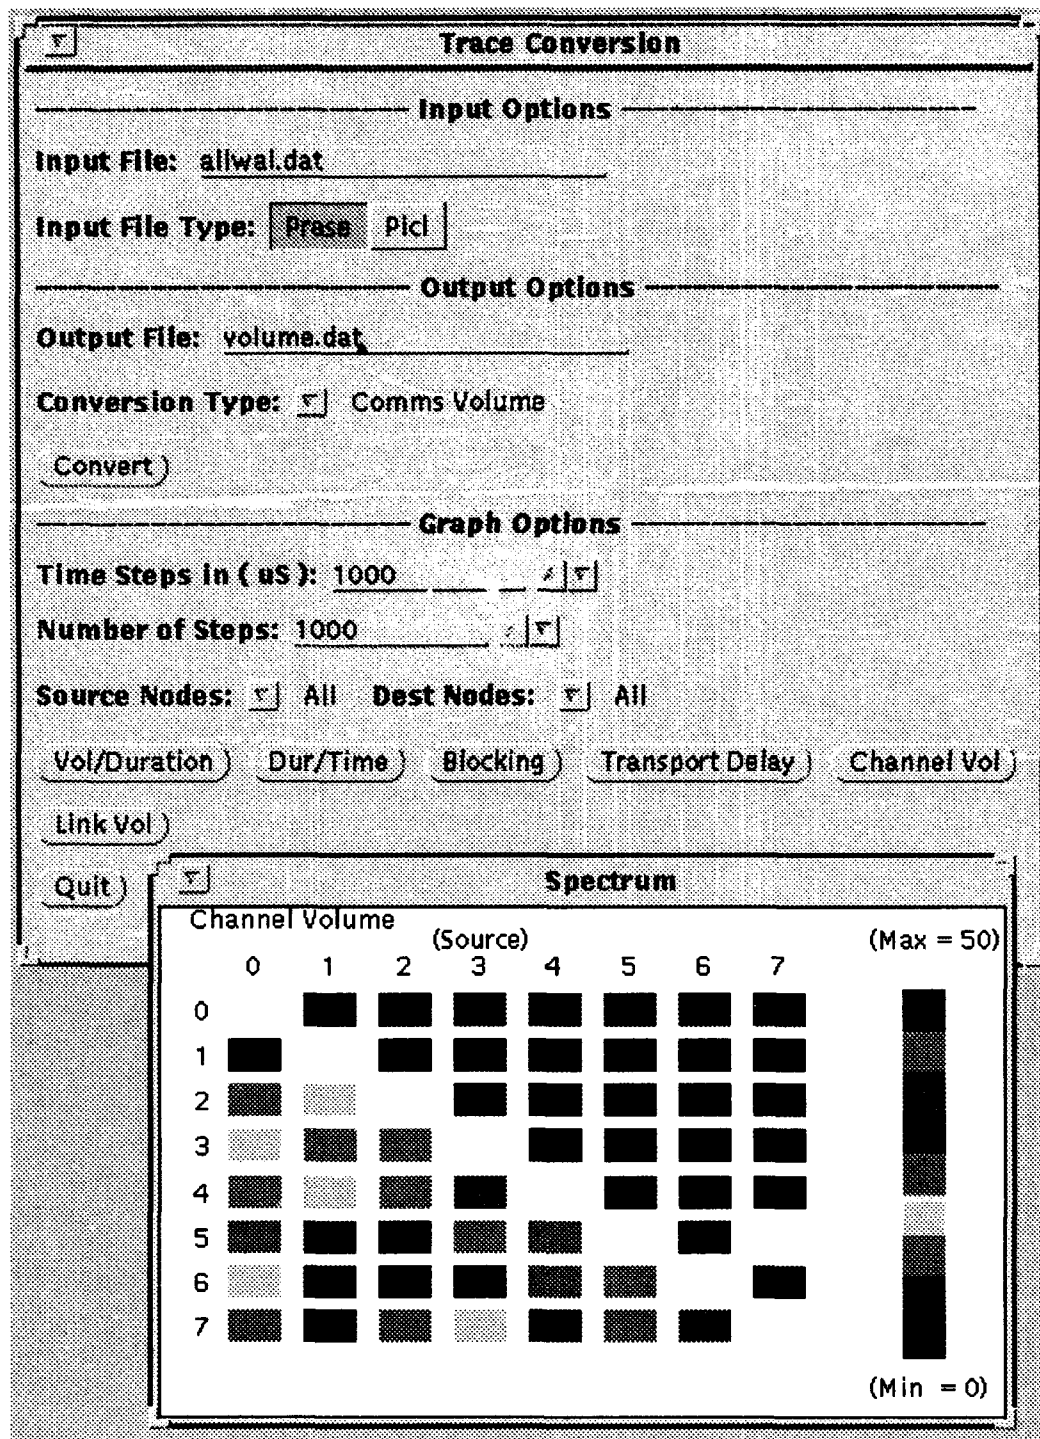 Trace Conversion
Input Options
Input File: allwal.dat
Input File Type: Prase Picl
Output Options
Output File: volume.dat
Conversion Type: Comms Volume
Convert
Graph Options
Time Steps in ( uS ): 1000
Number of Steps: 1000
Source Nodes: All Dest Nodes: All
Vol/Duration Dur/Time Blocking Transport Delay Channel Vol
Link Vol
Quit
Spectrum
Channel Volume
(Source) (Max = 50)
0 1 2 3 4 5 6 7
0
1
2
3
4
5
6
7
(Min = 0)